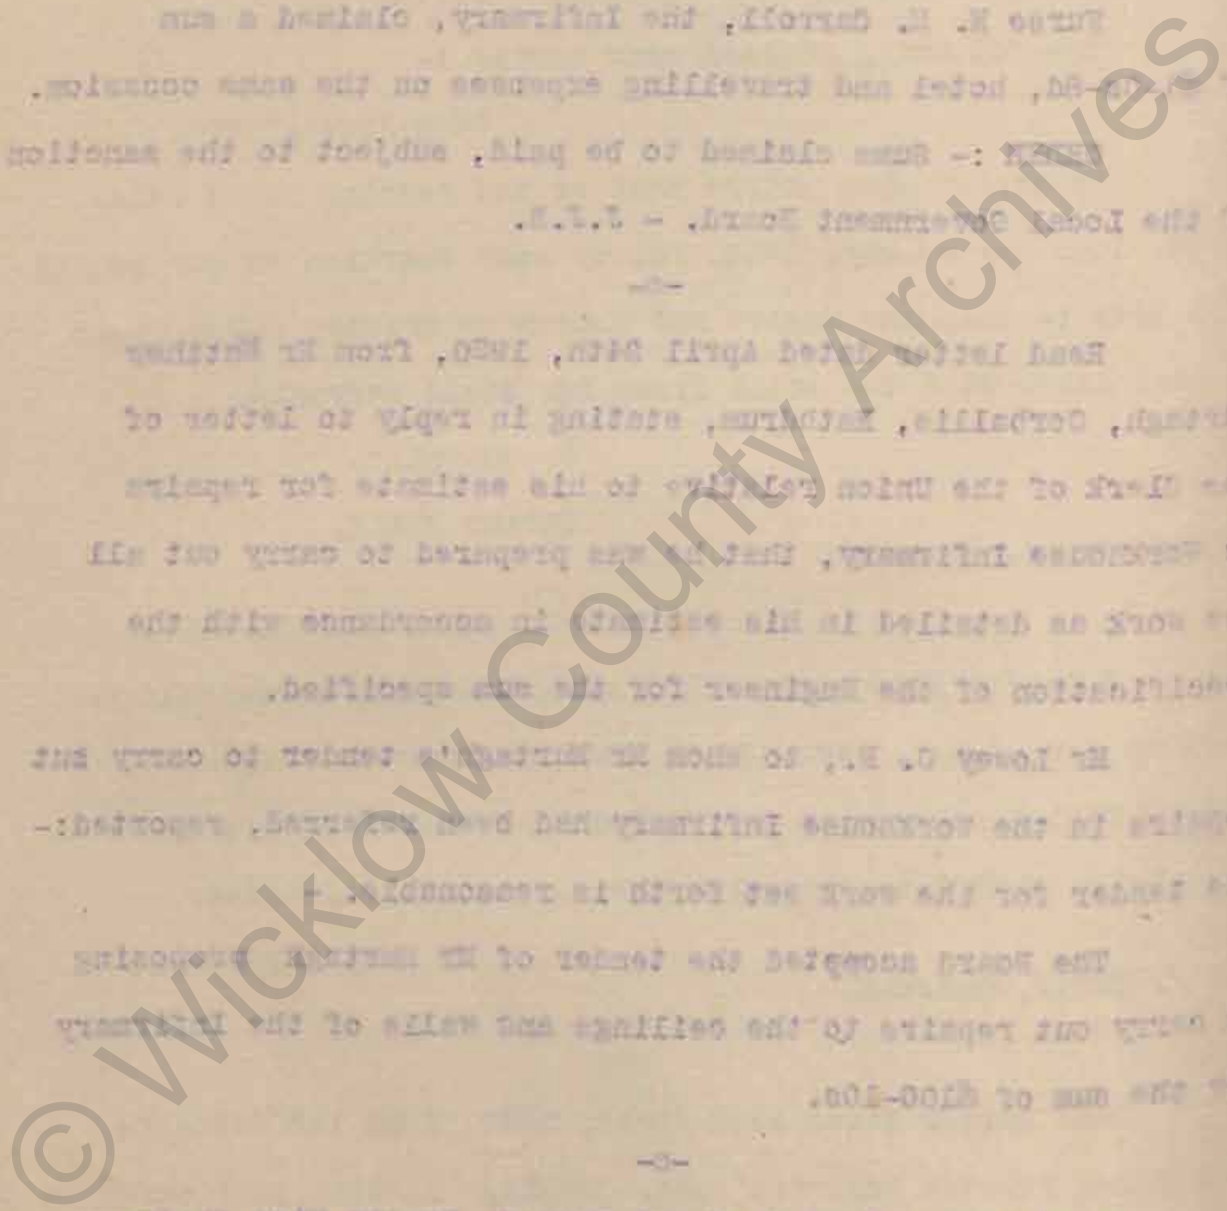 Nurse M. E. Carroll, the Infirmary, claimed a sum
-8d, hotel and travelling expenses on the same occasion.
:- Sums claimed to be paid, subject to the sanction
the Local Government Board. - J.J.B.
-o-
Read letter dated April 24th, 1920, from Mr Matthew
Murtagh, Corballis, Rathdrum, stating in reply to letter of
Clerk of the Union relative to his estimate for repairs
Workhouse Infirmary, that he was prepared to carry out all
work as detailed in his estimate in accordance with the
specification of the Engineer for the sum specified.
Mr Lowey C. E., to whom Mr Murtagh's tender to carry out
repairs in the Workhouse Infirmary had been referred, reported:-
tender for the work set forth is reasonable. -
The Board accepted the tender of Mr Murtagh proposing
carry out repairs to the ceilings and walls of the Infirmary
the sum of £100-10s.
-o-
© Wicklow County Archives